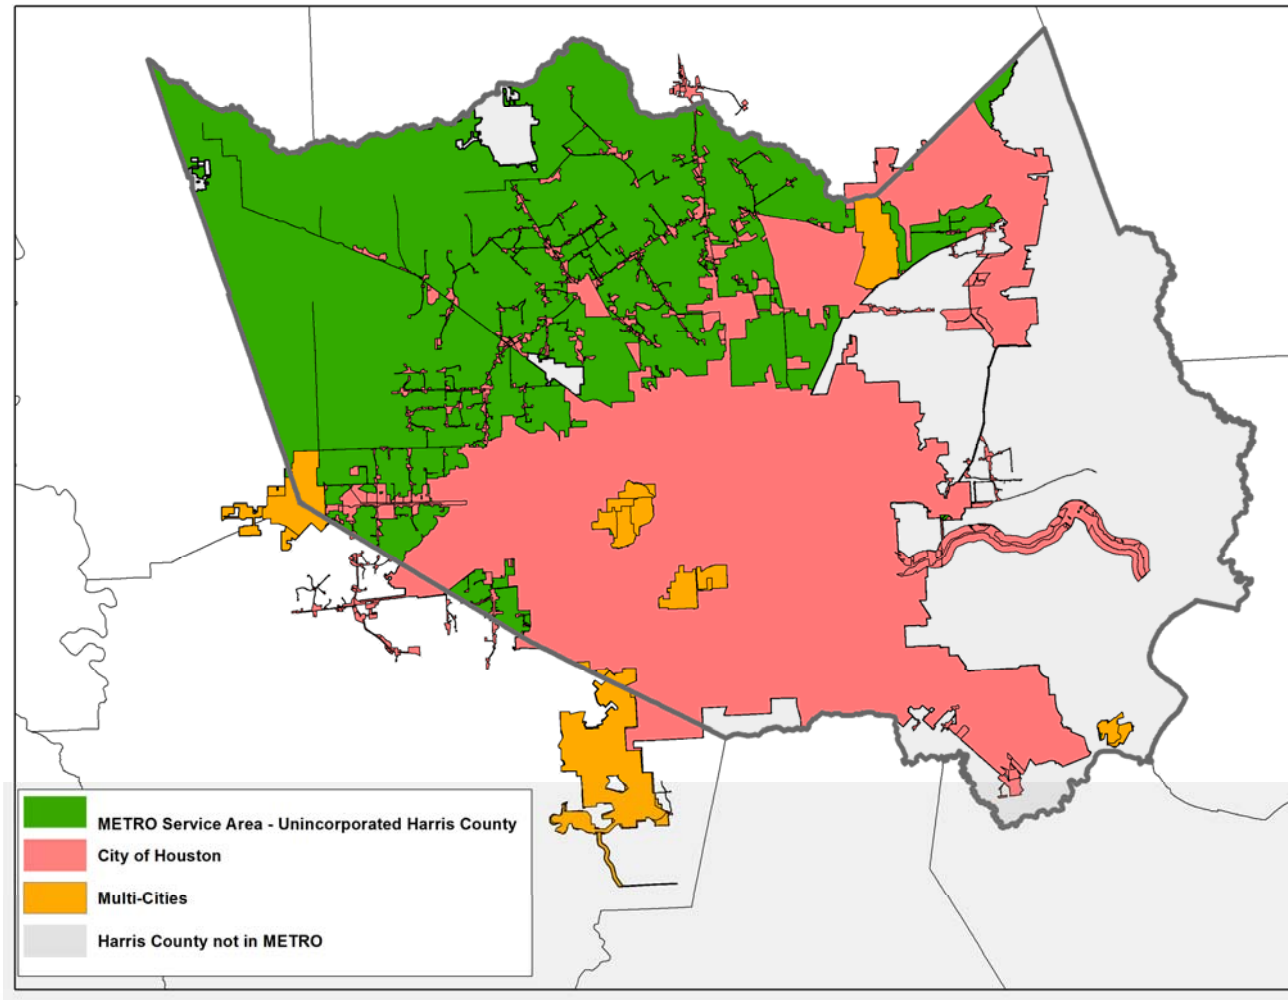 METRO Service Area - Unincorporated Harris County
City of Houston
Multi-Cities
Harris County not in METRO